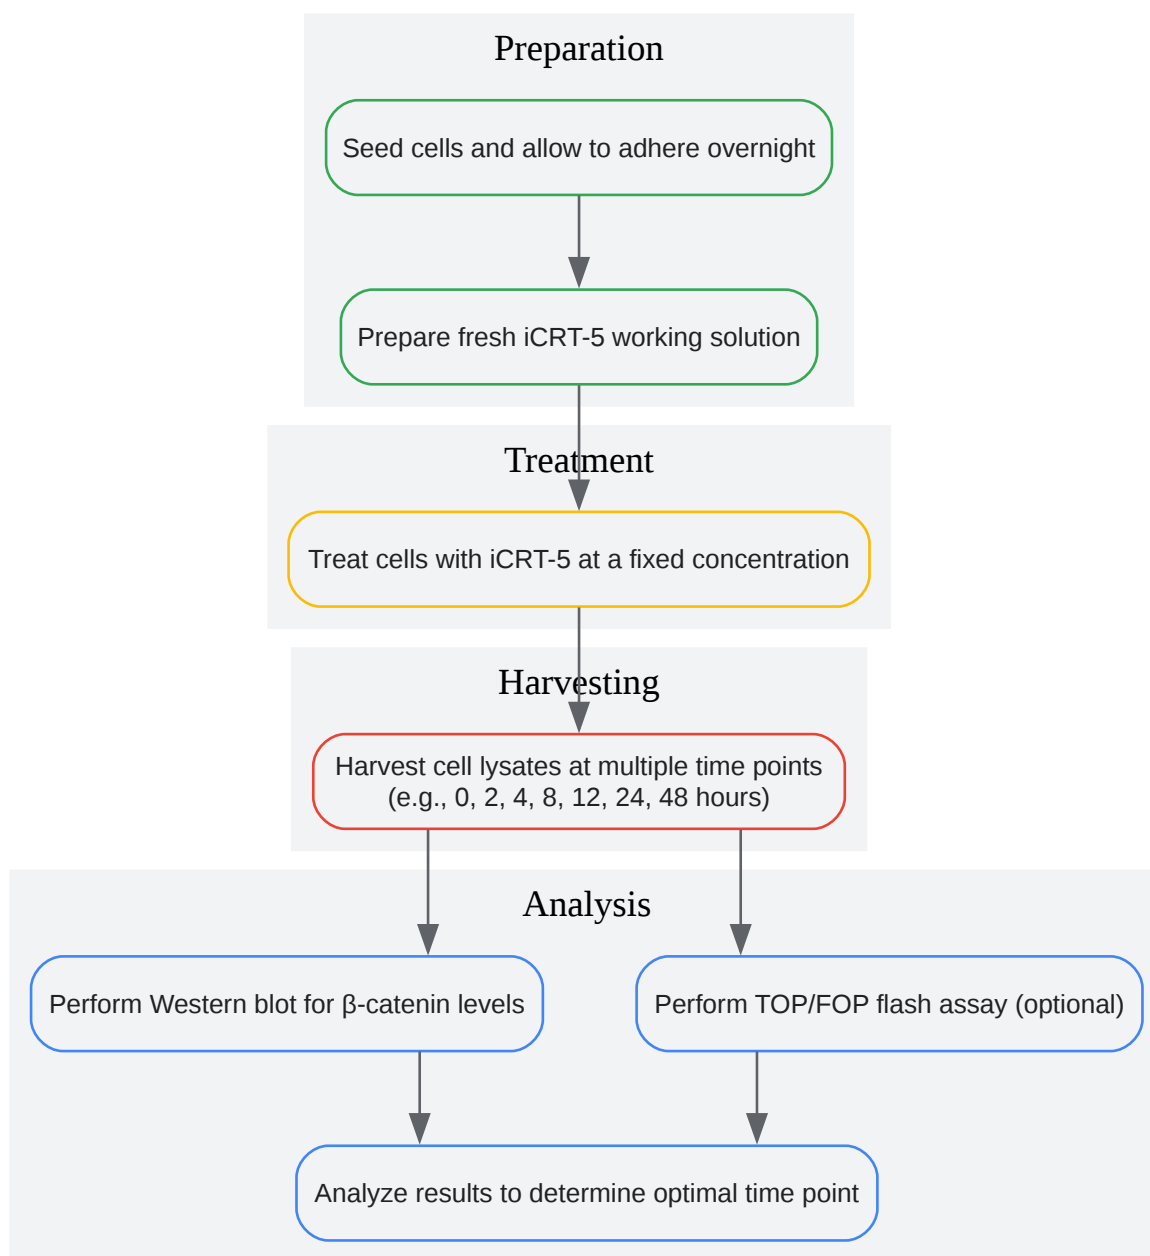 Preparation
Seed cells and allow to adhere overnight
Prepare fresh iCRT-5 working solution
Treatment
Treat cells with iCRT-5 at a fixed concentration
Harvesting
Harvest cell lysates at multiple time points
(e.g., 0, 2, 4, 8, 12, 24, 48 hours)
Analysis
Perform Western blot for β-catenin levels
Perform TOP/FOP flash assay (optional)
Analyze results to determine optimal time point